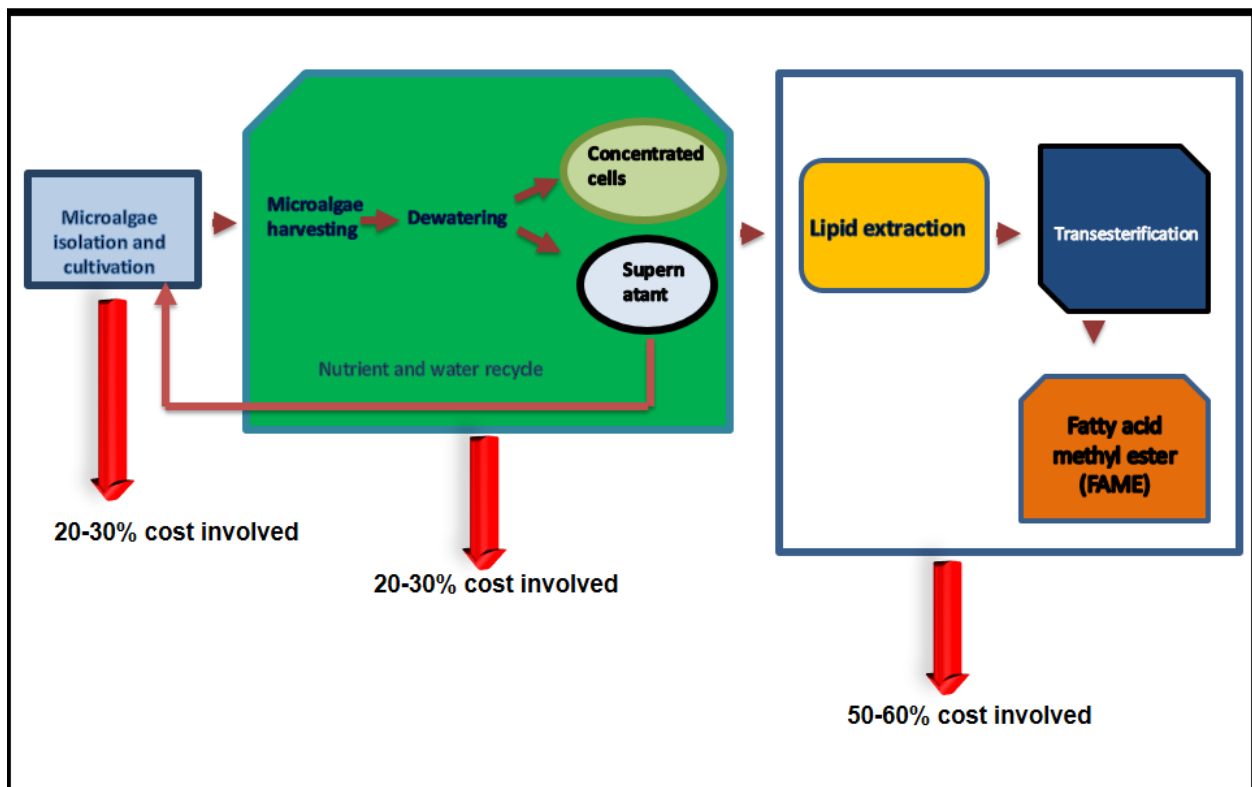 Microalgae
isolation and
cultivation
Microalgae
harvesting
Dewatering
Concentrated
cells
Supern
atant
Nutrient and water recycle
Lipid extraction
Transesterification
Fatty acid
methyl ester
(FAME)
20-30% cost involved
20-30% cost involved
50-60% cost involved